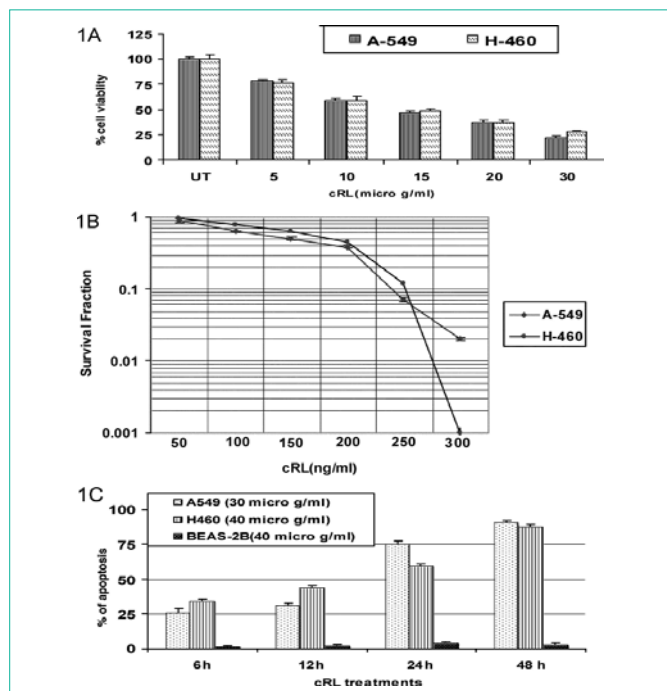 1A
A-549 H-460
125
100
75
50
25
0
% cell viability
UT 5 10 15 20 30
cRL(micro g/ml)
1B
1
0.1
0.01
0.001
Survival Fraction
50 100 150 200 250 300
cRL(ng/ml)
A-549
H-460
1C
A549 (30 micro g/ml)
H460 (40 micro g/ml)
BEAS-2B(40 micro g/ml)
100
75
50
25
0
% of apoptosis
6h 12h 24h 48 h
cRL treatments